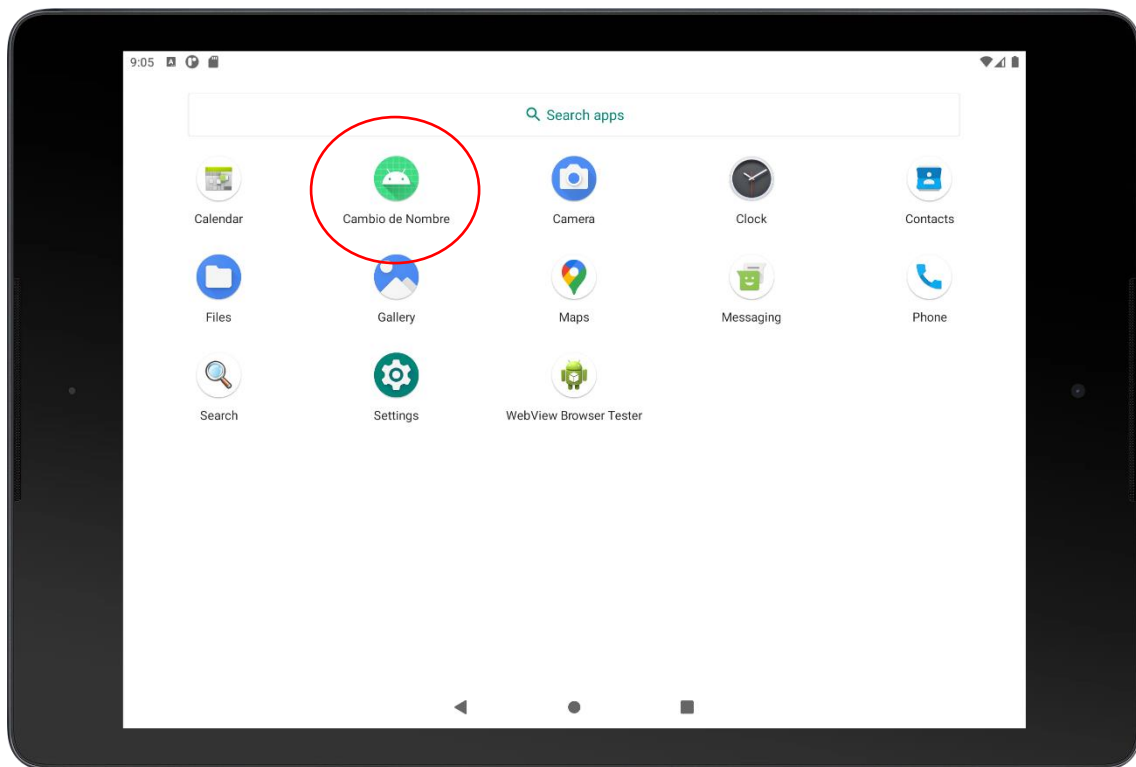 9:05
Search apps
Calendar
Cambio de Nombre
Camera
Clock
Contacts
Files
Gallery
Maps
Messaging
Phone
Search
Settings
WebView Browser Tester